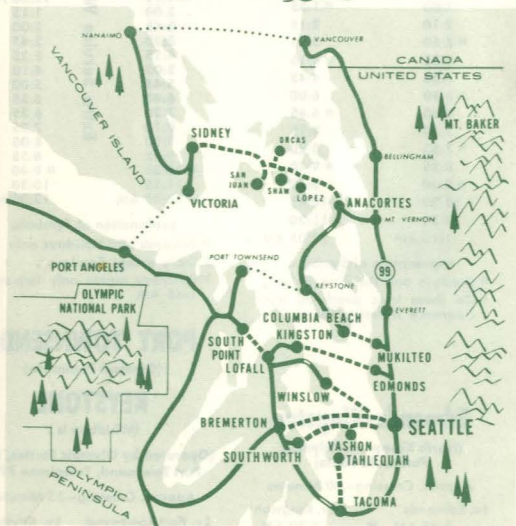 NANAIMO
VANCOUVER
CANADA
UNITED STATES
VANCOUVER ISLAND
MT. BAKER
SIDNEY
ORCAS
BELLINGHAM
SAN
JUAN
SHAW
LOPEZ
VICTORIA
ANACORTES
MT VERNON
PORT ANGELES
PORT TOWNSEND
99
KEYSTONE
OLYMPIC
NATIONAL PARK
EVERETT
COLUMBIA BEACH
SOUTH
POINT
KINGSTON
MUKILTEO
LOFALL
EDMONDS
WINSLOW
BREMERTON
SEATTLE
VASHON
SOUTHWORTH
TAHLEQUAH
OLYMPIC
PENINSULA
TACOMA